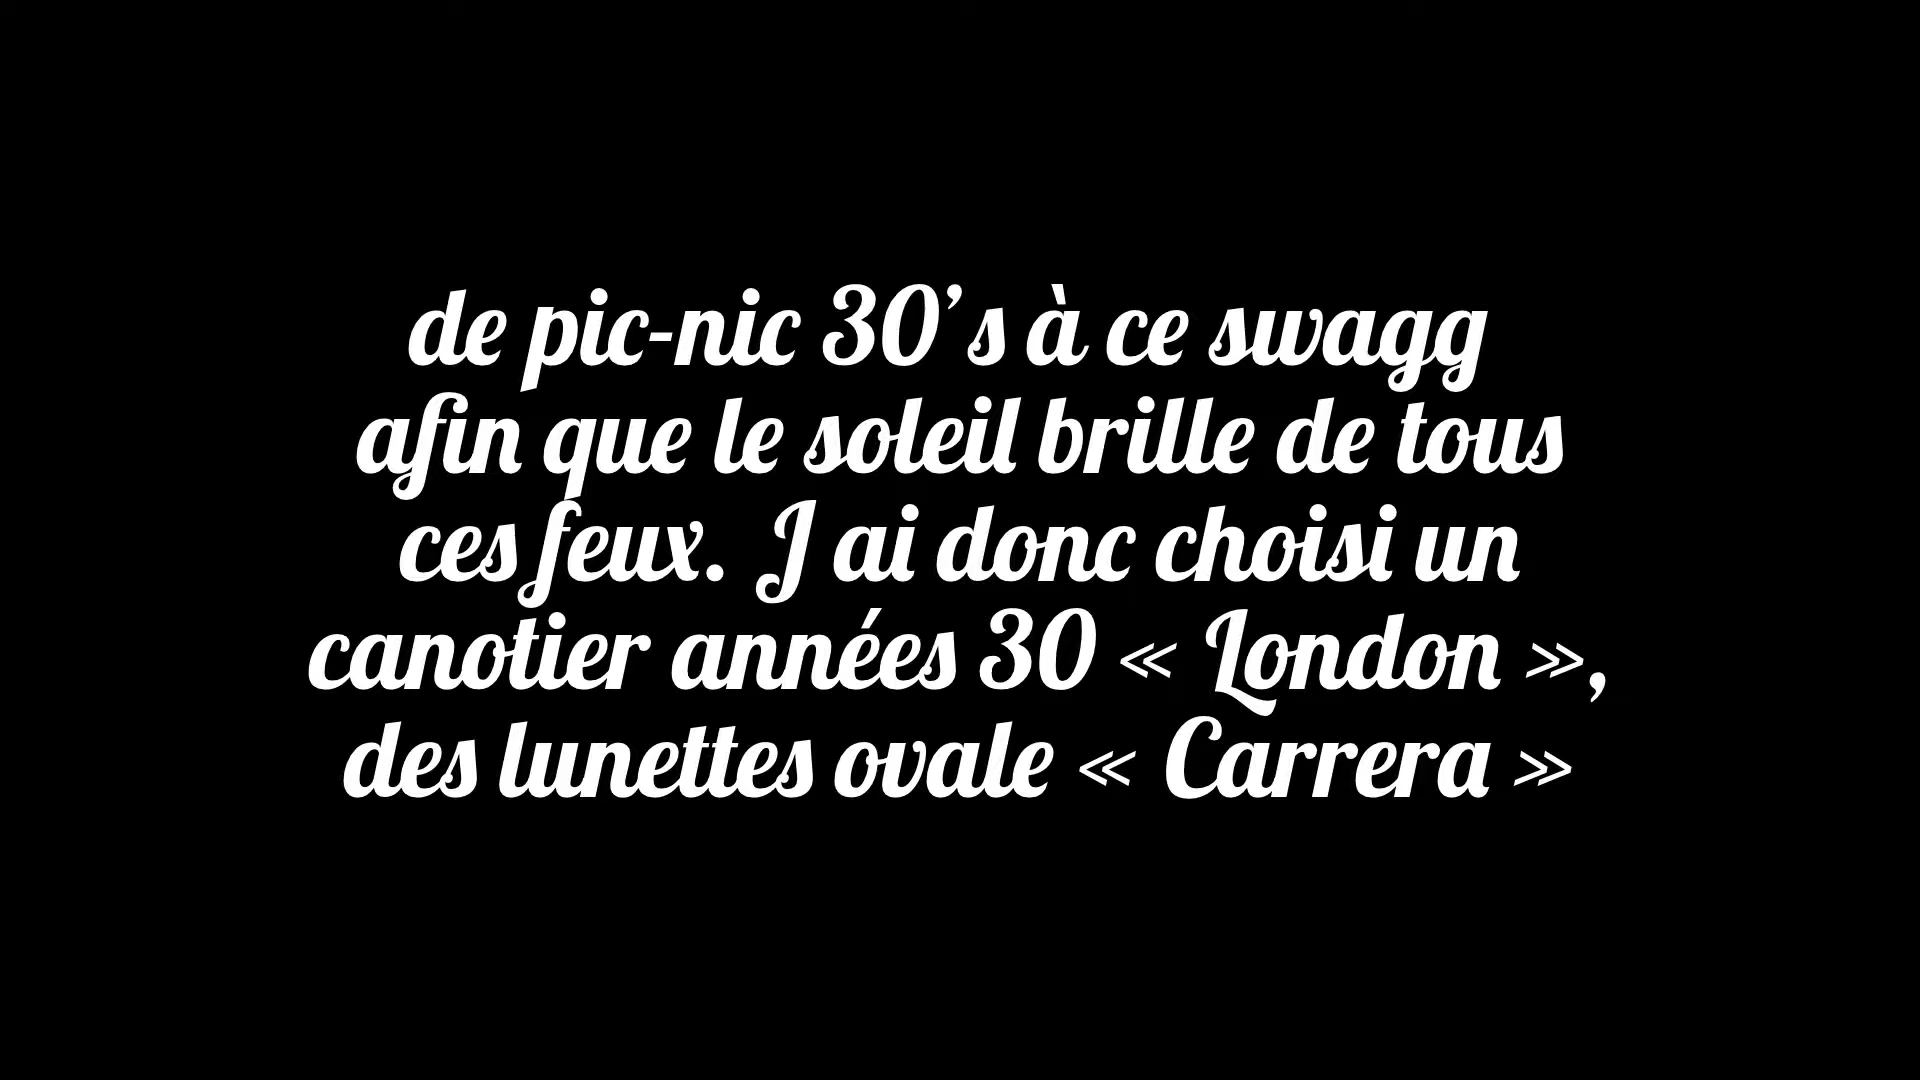 de pic-nic 30’s à ce swagg
afin que le soleil brille de tous
ces feux. J ai donc choisi un
canotier années 30 « London »,
des lunettes ovale « Carrera »